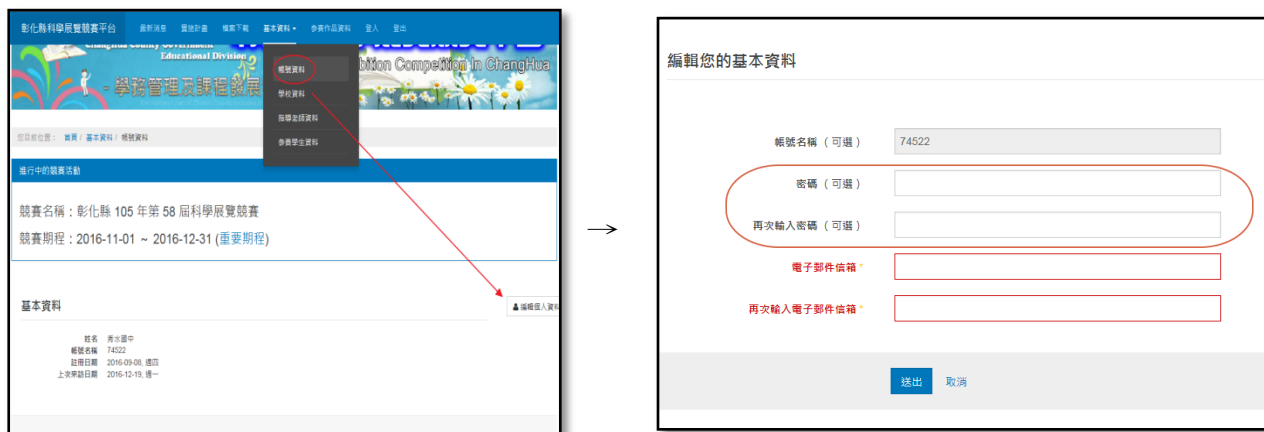 彰化縣科學展覽競賽平台 最新消息 實施計畫 檔案下載 基本資料 參賽作品資料 登入 登出
Changhua County Government
Educational Division
學務管理及課程發展
bition Competition In ChangHua
帳號資料
學校資料
指導老師資料
參賽學生資料
您目前位置： 首頁 / 基本資料 / 帳號資料
進行中的競賽活動
競賽名稱：彰化縣 105 年第 58 屆科學展覽競賽
競賽期程：2016-11-01 ~ 2016-12-31 (重要期程)
基本資料
編輯個人資料
姓名 秀水國中
帳號名稱 74522
註冊日期 2016-09-08, 週四
上次來訪日期 2016-12-19, 週一
→
編輯您的基本資料
帳號名稱 （可選） 74522
密碼 （可選）
再次輸入密碼 （可選）
電子郵件信箱 *
再次輸入電子郵件信箱 *
送出 取消